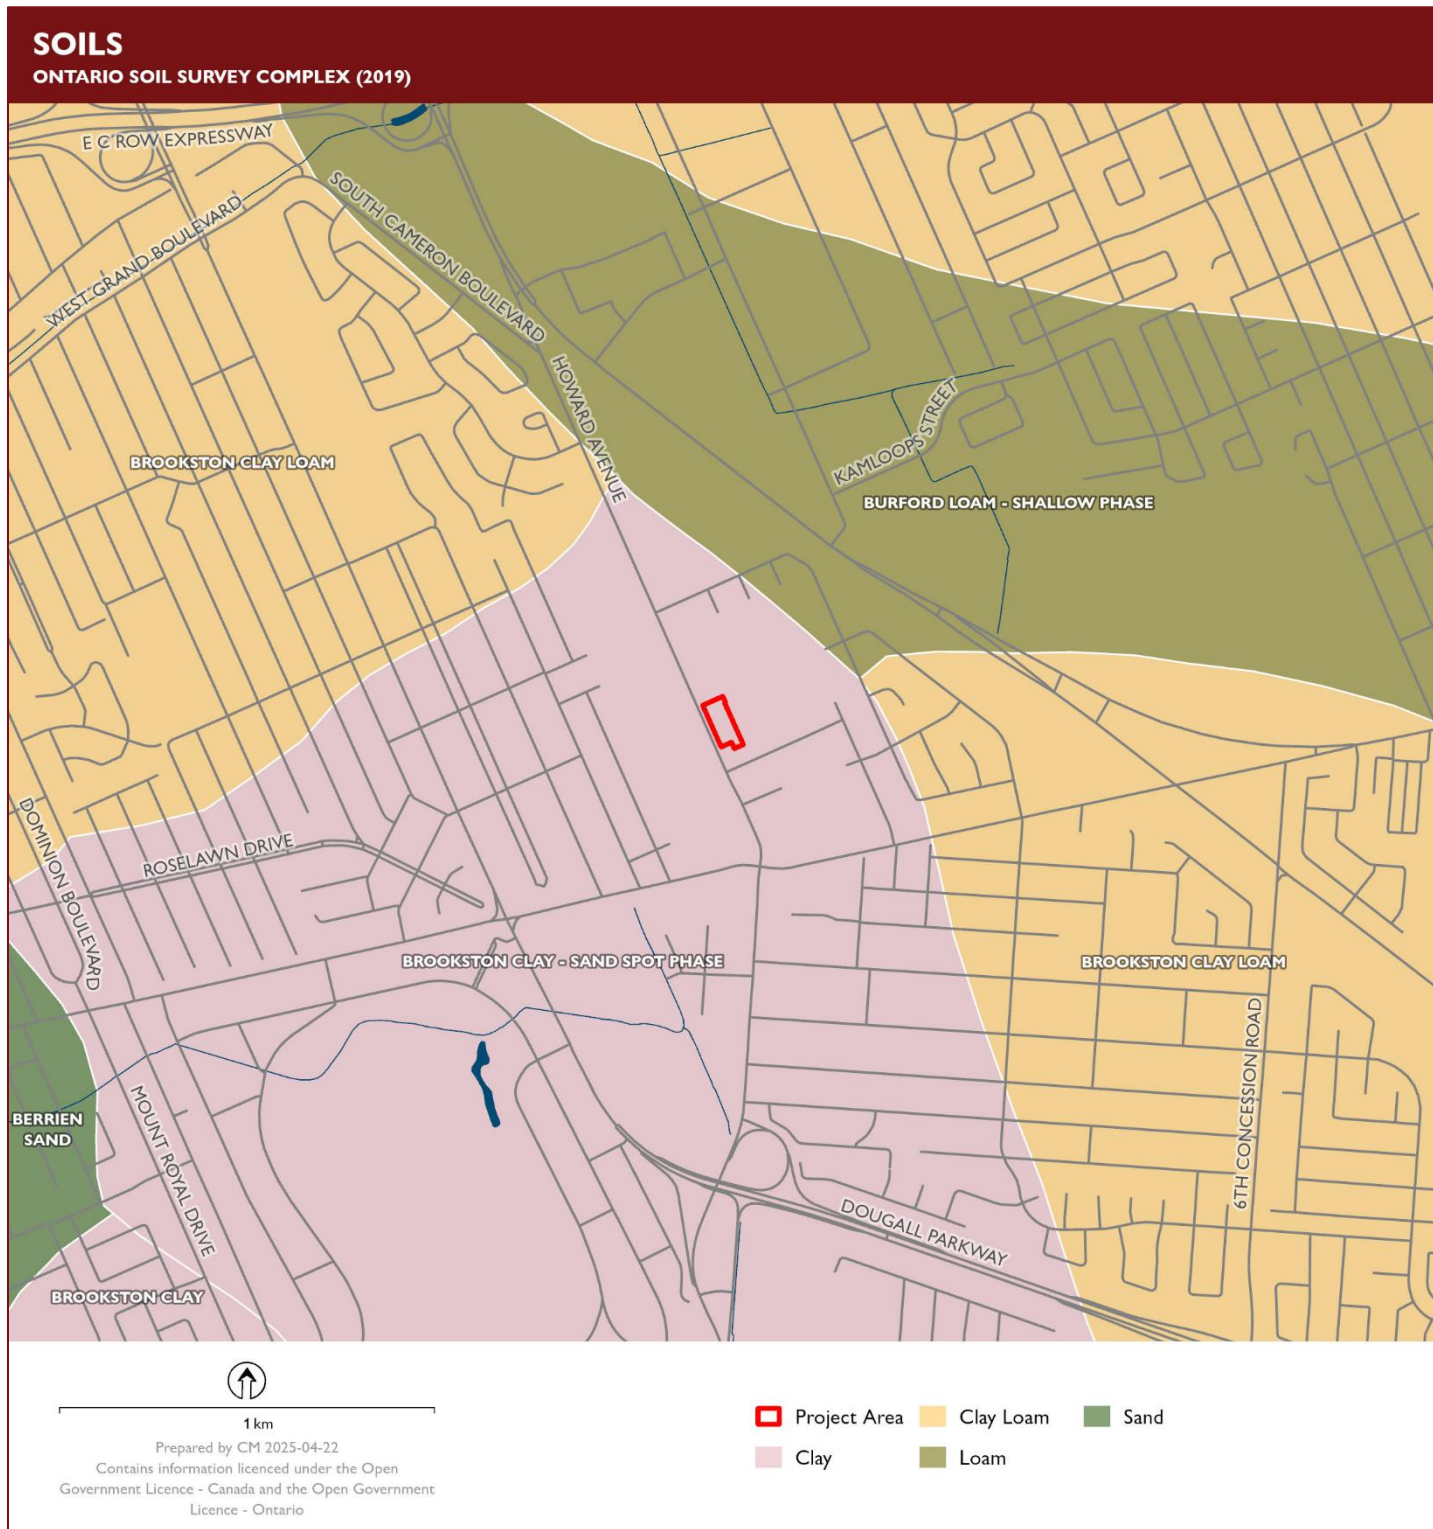 SOILS
ONTARIO SOIL SURVEY COMPLEX (2019)
E C ROW EXPRESSWAY
WEST GRAND BOULEVARD
SOUTH CAMERON BOULEVARD
HOWARD AVENUE
KAMLOOPS STREET
BROOKSTON CLAY LOAM
BURFORD LOAM - SHALLOW PHASE
DOMINION BOULEVARD
ROSELAWN DRIVE
BROOKSTON CLAY - SAND SPOT PHASE
BROOKSTON CLAY LOAM
6TH CONCESSION ROAD
BERRIEN
SAND
MOUNT ROYAL DRIVE
DOUGALL PARKWAY
BROOKSTON CLAY
1 km
Prepared by CM 2025-04-22
Contains information licenced under the Open
Government Licence - Canada and the Open Government
Licence - Ontario
Project Area
Clay Loam
Sand
Clay
Loam